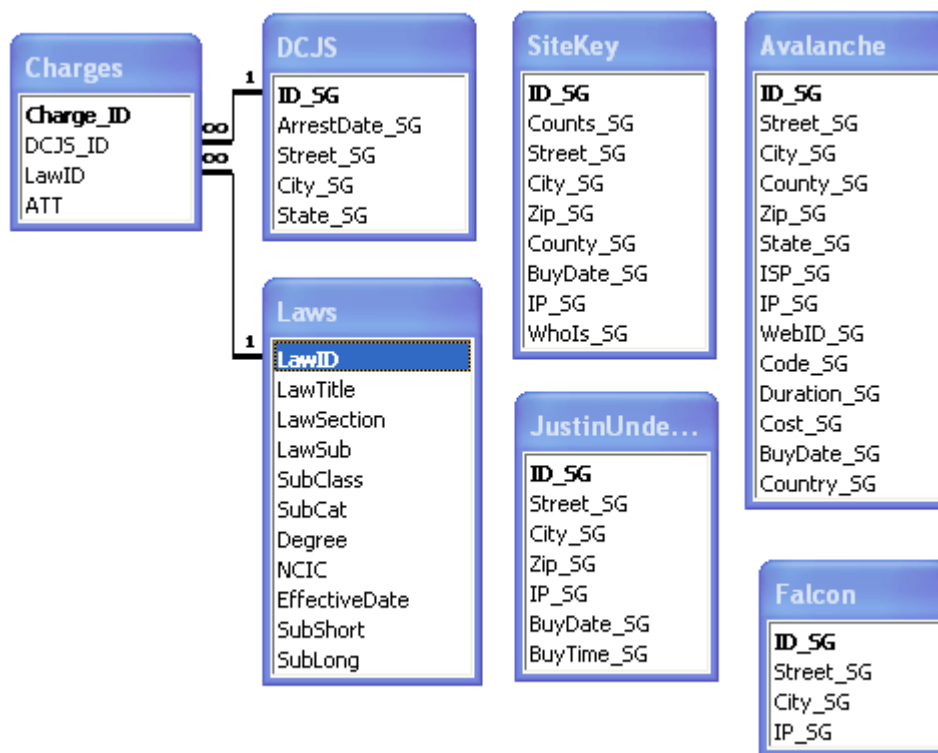 Charges
Charge_ID
DCJS_ID
LawID
ATT
1
∞
∞
1
DCJS
ID_SG
ArrestDate_SG
Street_SG
City_SG
State_SG
Laws
LawID
LawTitle
LawSection
LawSub
SubClass
SubCat
Degree
NCIC
EffectiveDate
SubShort
SubLong
SiteKey
ID_SG
Counts_SG
Street_SG
City_SG
Zip_SG
County_SG
BuyDate_SG
IP_SG
WhoIs_SG
JustinUnde...
ID_SG
Street_SG
City_SG
Zip_SG
IP_SG
BuyDate_SG
BuyTime_SG
Avalanche
ID_SG
Street_SG
City_SG
County_SG
Zip_SG
State_SG
ISP_SG
IP_SG
WebID_SG
Code_SG
Duration_SG
Cost_SG
BuyDate_SG
Country_SG
Falcon
ID_SG
Street_SG
City_SG
IP_SG